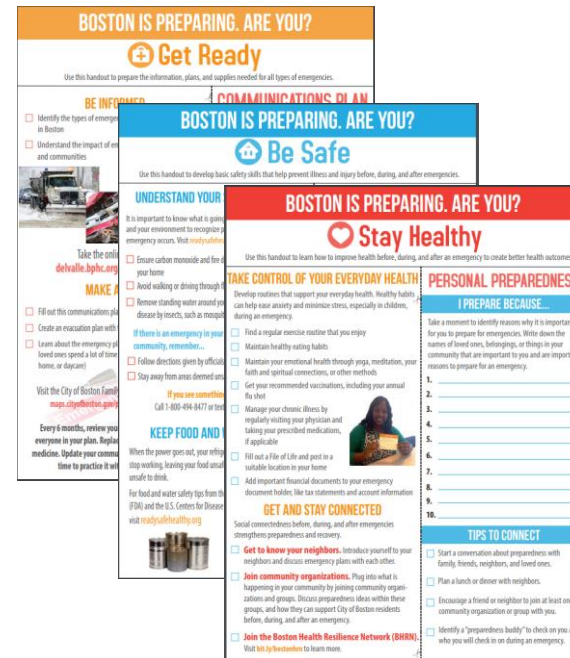 BOSTON IS PREPARING. ARE YOU?
Get Ready
Use this handout to prepare the information, plans, and supplies needed for all types of emergencies.
BE INFORMED
COMMUNICATIONS PLAN
Identify the types of
in Boston
Understand the impact of
and communities
Take the
delvalle.bphc.org
MAKE A
Fill out this communications
Create an evacuation plan with
Learn about the emergency
loved ones spend a lot of time
home, or daycare)
Visit the City of Boston
maps.cityofboston.gov/
Every 6 months, review
everyone in your plan.
medicine. Update your
time to practice it
BOSTON IS PREPARING. ARE YOU?
Be Safe
Use this handout to develop basic safety skills that help prevent illness and injury before, during, and after emergencies.
UNDERSTAND YOUR
It is important to know what is going
and your environment to recognize
emergency occurs. Visit
Ensure carbon monoxide and fire
your home
Avoid walking or driving through
Remove standing water around
disease by insects, such as
If there is an emergency in your
community, remember...
Follow directions given by officials
Stay away from areas deemed
If you see something
Call 1-800-494-8477 or text
KEEP FOOD AND
When the power goes out, your
stop working, leaving your food
unsafe to drink.
For food and water safety tips from the
(FDA) and the U.S. Centers for Disease
visit readysafehealthy.org
BOSTON IS PREPARING. ARE YOU?
Stay Healthy
Use this handout to learn how to improve health before, during, and after an emergency to create better health
TAKE CONTROL OF YOUR EVERYDAY HEALTH
Develop routines that support your everyday health. Healthy habits
can help ease anxiety and minimize stress, especially in children,
during an emergency.
Find a regular exercise routine that you enjoy
Maintain healthy eating habits
Maintain your emotional health through yoga, meditation, your
faith and spiritual connections, or other methods
Get your recommended vaccinations, including your annual
flu shot
Manage your chronic illness by
regularly visiting your physician and
taking your prescribed medications,
if applicable
Fill out a File of Life and post in a
suitable location in your home
Add important financial documents to your emergency
document holder, like tax statements and account information
GET AND STAY CONNECTED
Social connectedness before, during, and after emergencies
strengthens preparedness and recovery.
Get to know your neighbors. Introduce yourself to your
neighbors and discuss emergency plans with each other.
Join community organizations. Plug into what is
happening in your community by joining community organi-
zations and groups. Discuss preparedness ideas within these
groups, and how they can support City of Boston residents
before, during, and after an emergency.
Join the Boston Health Resilience Network (BHRN).
Visit bit.ly/bostonhrn to learn more.
PERSONAL PREPAREDNES
I PREPARE BECAUSE...
Take a moment to identify reasons why it is important
for you to prepare for emergencies. Write down the
names of loved ones, belongings, or things in your
community that are important to you and are
reasons to prepare for an emergency.
1.
2.
3.
4.
5.
6.
7.
8.
9.
10.
TIPS TO CONNECT
Start a conversation about preparedness with
family, friends, neighbors, and loved ones.
Plan a lunch or dinner with neighbors.
Encourage a friend or neighbor to join at least one
community organization or group with you.
Identify a "preparedness buddy" to check on you
who you will check in on during an emergency.